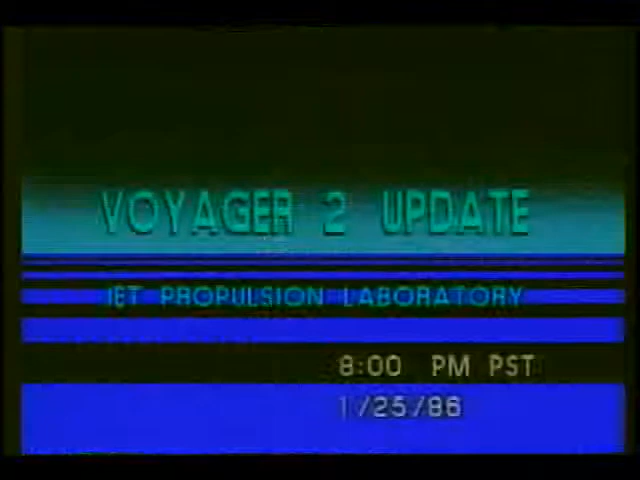 VOYAGER 2 UPDATE
JET PROPULSION LABORATORY
8:00 PM PST
1/25/86